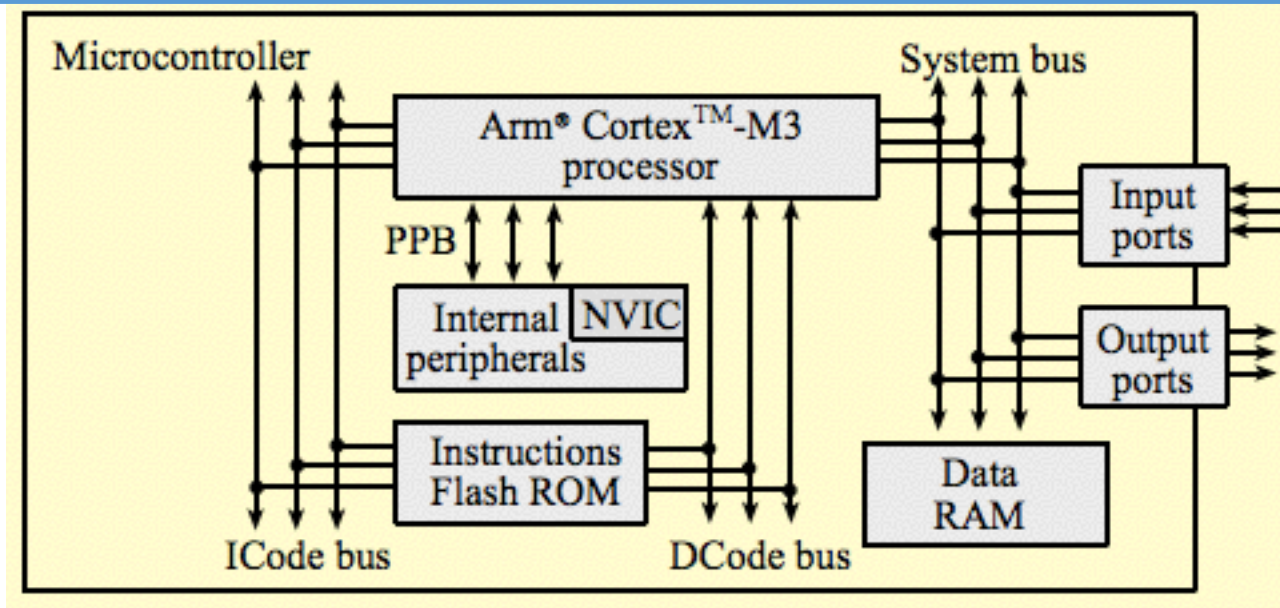 Microcontroller
System bus
Arm® Cortex™-M3
processor
Input
ports
PPB
Internal
peripherals
NVIC
Output
ports
Instructions
Flash ROM
Data
RAM
ICode bus
DCode bus